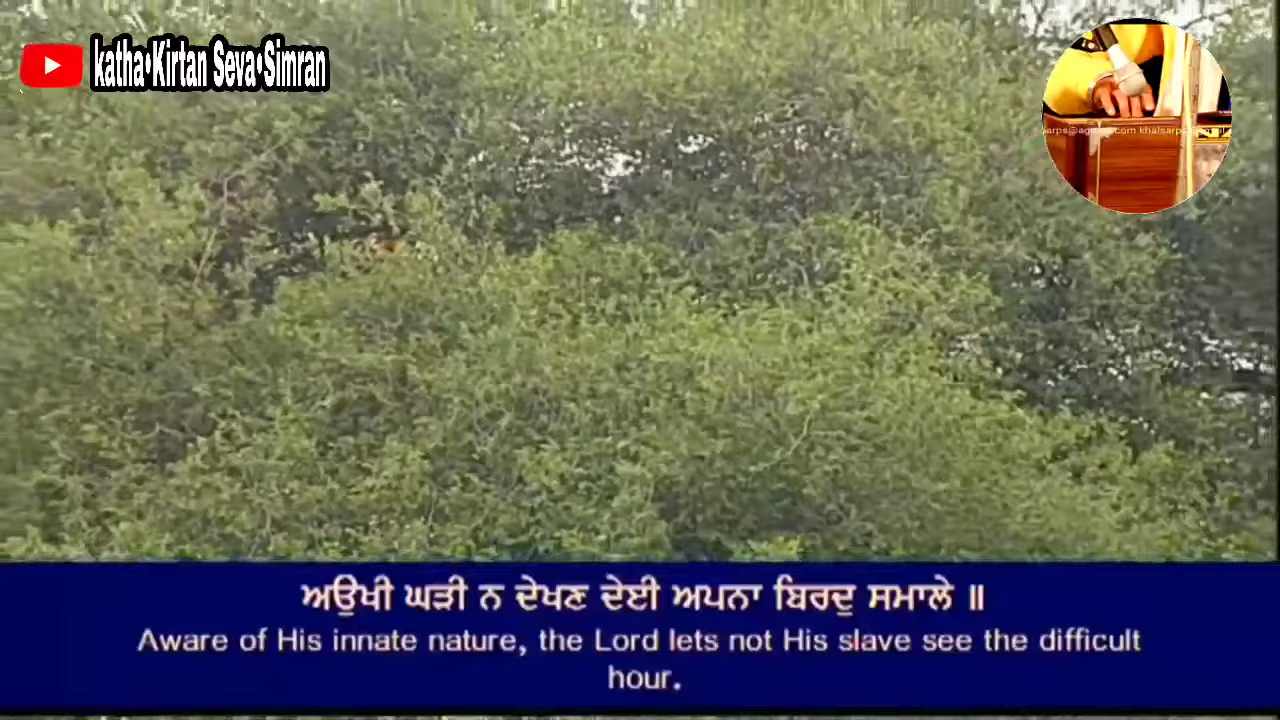 katha•Kirtan Seva•Simran
ਅਉਖੀ ਘੜੀ ਨ ਦੇਖਣ ਦੇਈ ਅਪਨਾ ਬਿਰਦੁ ਸਮਾਲੇ ॥
Aware of His innate nature, the Lord lets not His slave see the difficult
hour.